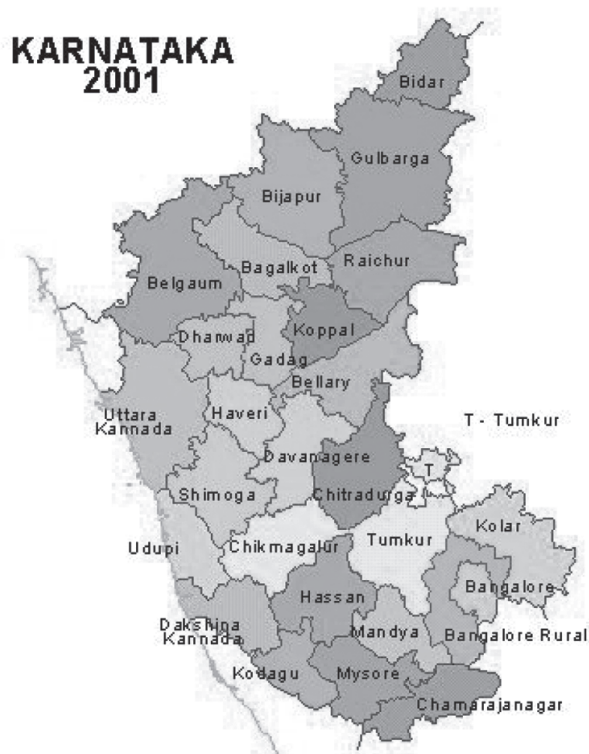 KARNATAKA
2001
Bidar
Gulbarga
Bijapur
Raichur
Bagalkot
Belgaum
Koppal
Dharwad
Gadag
Bellary
Haveri
Uttara
Kannada
T - Tumkur
Davanagere
T
Shimoga
Chitradurga
Kolar
Udupi
Chikmagalur
Tumkur
Bangalore
Hassan
Dakshina
Kannada
Mandya
Bangalore Rural
Kodagu
Mysore
Chamarajanagar